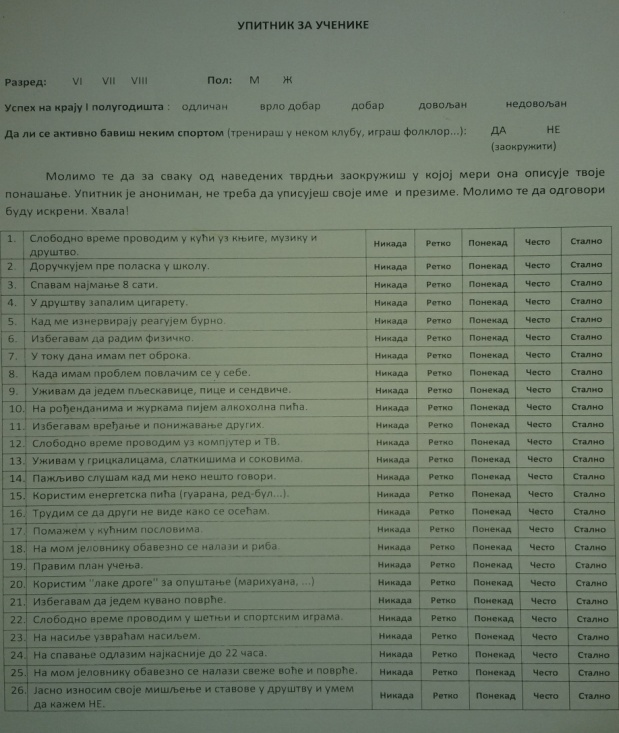 УПИТНИК ЗА УЧЕНИКЕ
Разред: VI VII VIII Пол: М Ж
Успех на крају I полугодишта : одличан врло добар добар довољан недовољан
Да ли се активно бавиш неким спортом (тренираш у неком клубу, играш фолклор...): ДА НЕ
(заокружити)
Молимо те да за сваку од наведених тврдњи заокружиш у којој мери она описује твоје
понашање. Упитник је анониман, не треба да уписујеш своје име и презиме. Молимо те да одговори
буду искрени. Хвала!
1. Слободно време проводим у кући уз књиге, музику и
друштво. Никада Ретко Понекад Често Стално
2. Доручкујем пре поласка у школу. Никада Ретко Понекад Често Стално
3. Спавам најмање 8 сати. Никада Ретко Понекад Често Стално
4. У друштву запалим цигарету. Никада Ретко Понекад Често Стално
5. Кад ме изнервирају реагујем бурно. Никада Ретко Понекад Често Стално
6. Избегавам да радим физичко. Никада Ретко Понекад Често Стално
7. У току дана имам пет оброка. Никада Ретко Понекад Често Стално
8. Када имам проблем повлачим се у себе. Никада Ретко Понекад Често Стално
9. Уживам да једем пљескавице, пице и сендвиче. Никада Ретко Понекад Често Стално
10. На рођенданима и журкама пијем алкохолна пића. Никада Ретко Понекад Често Стално
11. Избегавам вређање и понижавање других. Никада Ретко Понекад Често Стално
12. Слободно време проводим уз компјутер и ТВ. Никада Ретко Понекад Често Стално
13. Уживам у грицкалицама, слаткишима и соковима. Никада Ретко Понекад Често Стално
14. Пажљиво слушам кад ми неко нешто говори. Никада Ретко Понекад Често Стално
15. Користим енергетска пића (гуарана, ред-бул...). Никада Ретко Понекад Често Стално
16. Трудим се да други не виде како се осећам. Никада Ретко Понекад Често Стално
17. Помажем у кућним пословима. Никада Ретко Понекад Често Стално
18. На мом јеловнику обавезно се налази и риба. Никада Ретко Понекад Често Стално
19. Правим план учења. Никада Ретко Понекад Често Стално
20. Користим "лаке дроге" за опуштање (марихуана, ...) Никада Ретко Понекад Често Стално
21. Избегавам да једем кувано поврће. Никада Ретко Понекад Често Стално
22. Слободно време проводим у шетњи и спортским играма. Никада Ретко Понекад Често Стално
23. На насиље узвраћам насиљем. Никада Ретко Понекад Често Стално
24. На спавање одлазим најкасније до 22 часа. Никада Ретко Понекад Често Стално
25. На мом јеловнику обавезно се налази свеже воће и поврће. Никада Ретко Понекад Често Стално
26. Јасно износим своје мишљење и ставове у друштву и умем
да кажем НЕ. Никада Ретко Понекад Често Стално